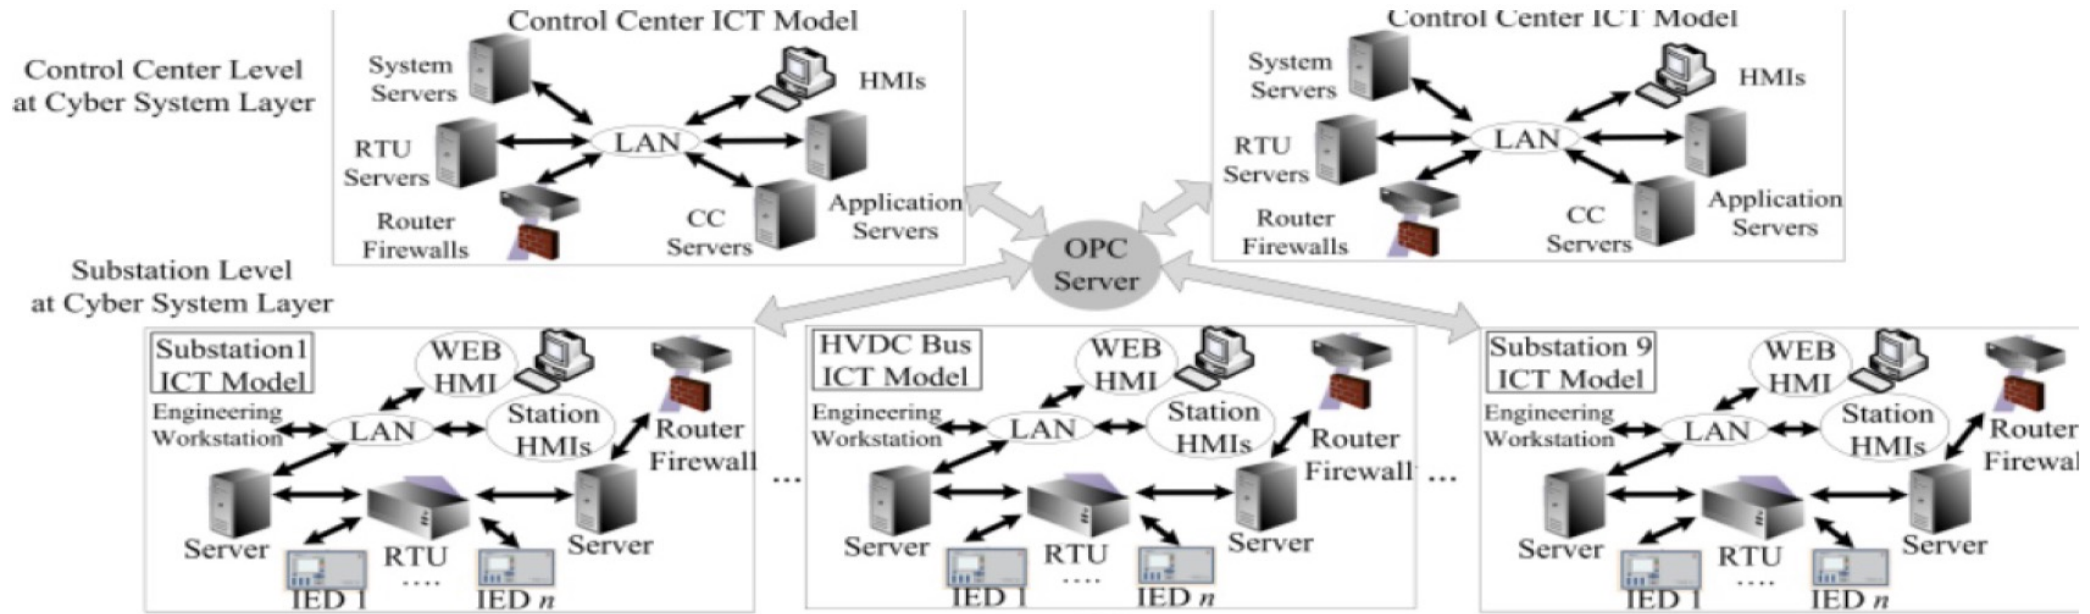 Control Center ICT Model
Control Center ICT Model
Control Center Level
at Cyber System Layer
System
Servers
HMIs
RTU
Servers
LAN
Router
Firewalls
CC
Servers
Application
Servers
System
Servers
HMIs
RTU
Servers
LAN
Router
Firewalls
CC
Servers
Application
Servers
OPC
Server
Substation Level
at Cyber System Layer
Substation1
ICT Model
WEB
HMI
Engineering
Workstation
LAN
Station
HMIs
Router
Firewall
Server
RTU
Server
IED 1
....
IED n
...
HVDC Bus
ICT Model
WEB
HMI
Engineering
Workstation
LAN
Station
HMIs
Router
Firewall
Server
RTU
Server
IED 1
....
IED n
...
Substation 9
ICT Model
WEB
HMI
Engineering
Workstation
LAN
Station
HMIs
Router
Firewal
Server
RTU
Server
IED 1
....
IED n